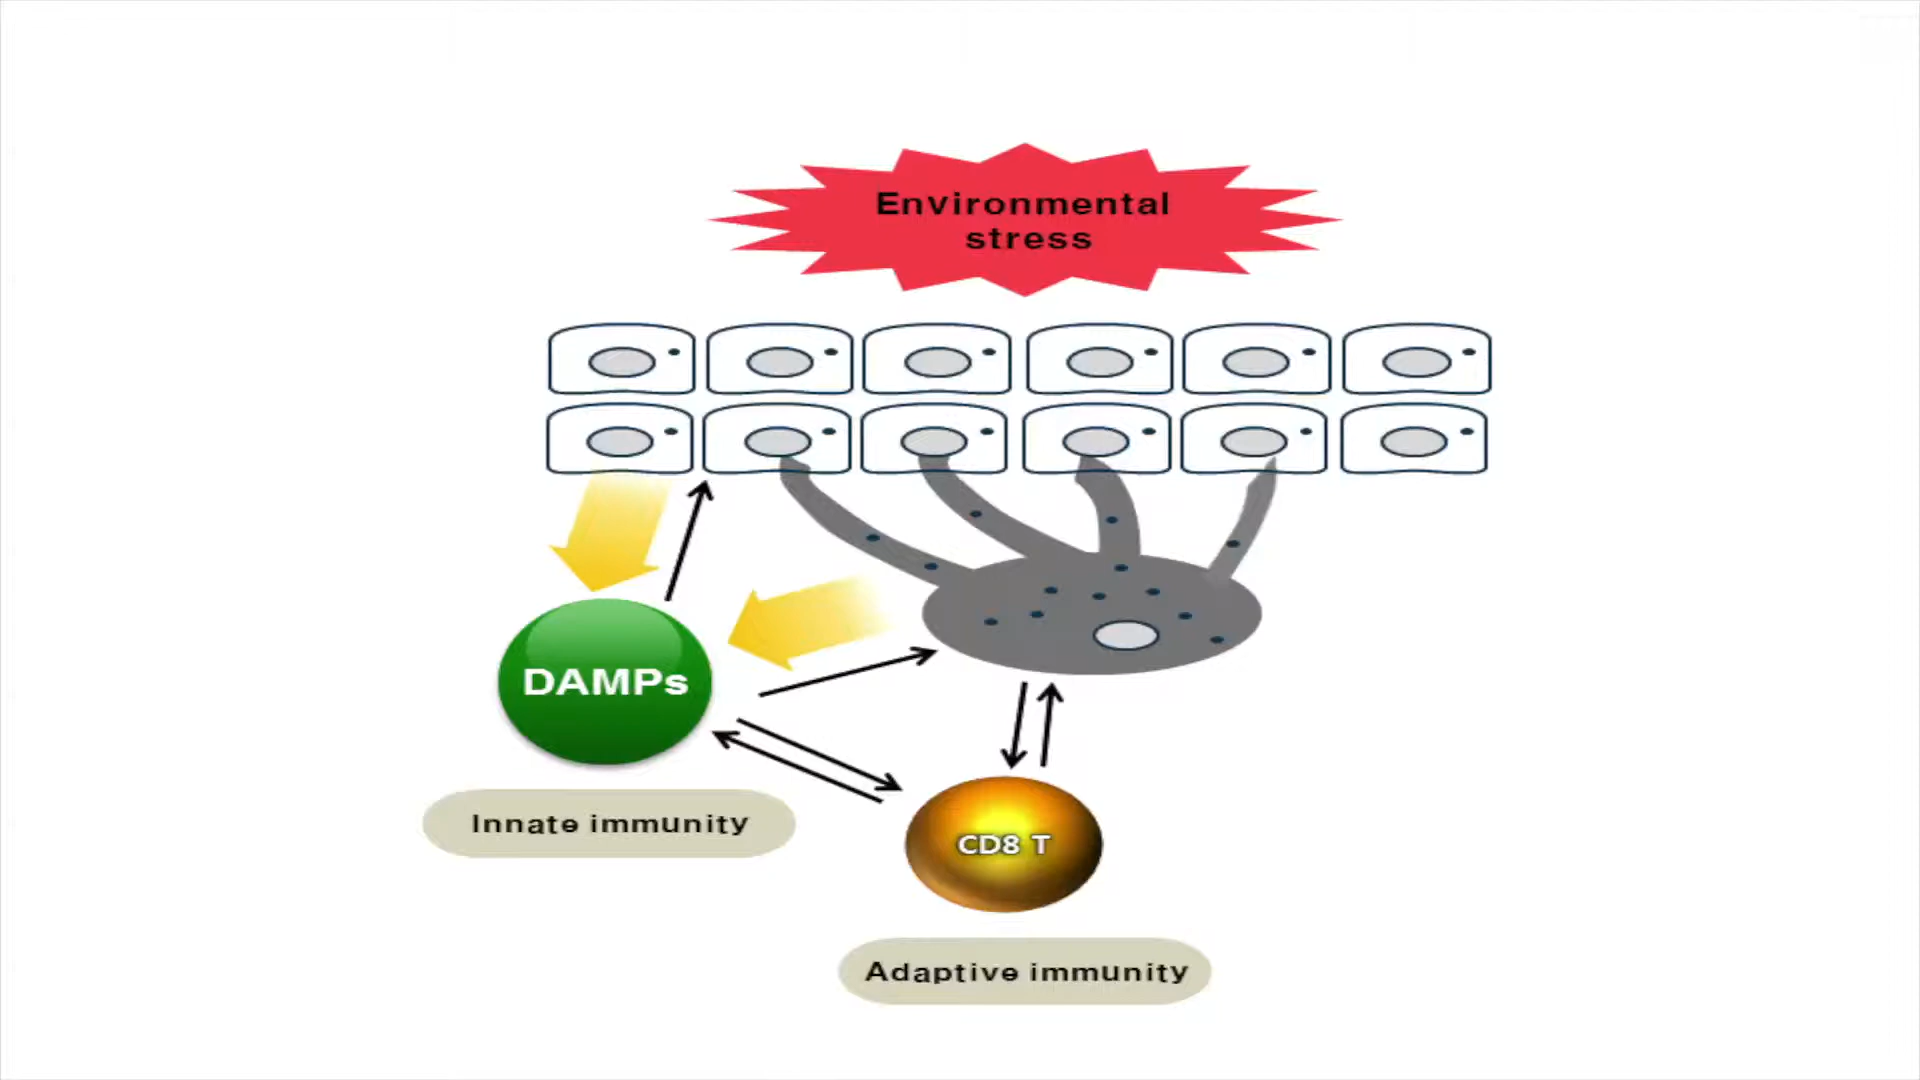 Environmental
stress
DAMPs
Innate immunity
CD8 T
Adaptive immunity